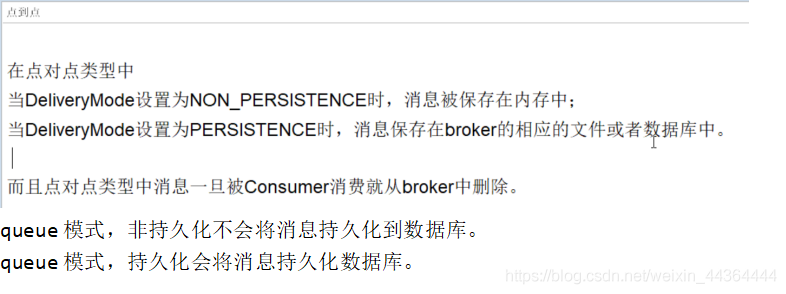 点到点
在点对点类型中
当DeliveryMode设置为NON_PERSISTENCE时，消息被保存在内存中；
当DeliveryMode设置为PERSISTENCE时，消息保存在broker的相应的文件或者数据库中。
而且点对点类型中消息一旦被Consumer消费就从broker中删除。
queue 模式，非持久化不会将消息持久化到数据库。
queue 模式，持久化会将消息持久化数据库。
https://blog.csdn.net/weixin_44364444